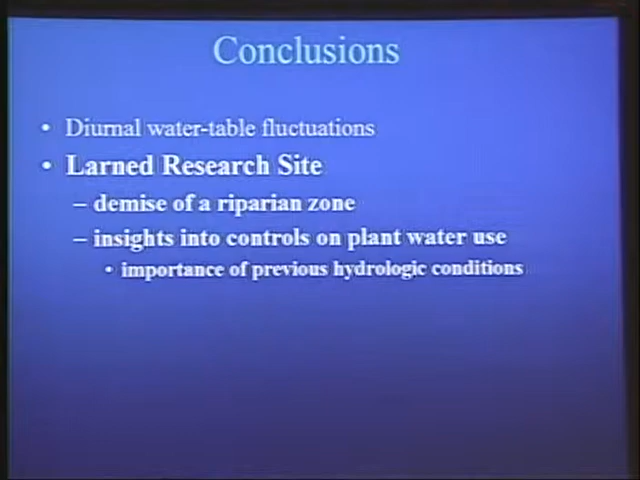 Conclusions
• Diurnal water-table fluctuations
• Larned Research Site
– demise of a riparian zone
– insights into controls on plant water use
• importance of previous hydrologic conditions